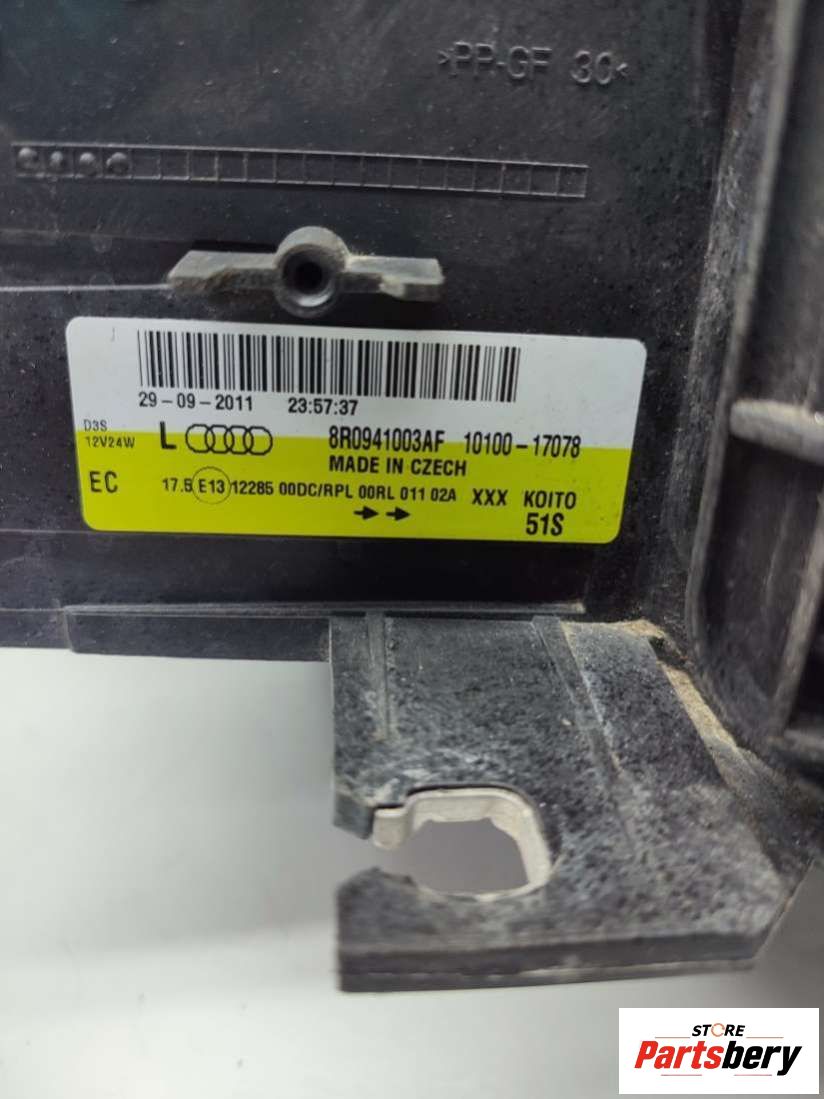 >PP-GF 30<
29-09-2011 23:57:37
D3S
12V24W
L 8R0941003AF 10100-17078
MADE IN CZECH
EC 17.5 E13 12285 00DC/RPL 00RL 011 02A XXX KOITO
51S
STORE
Partsbery